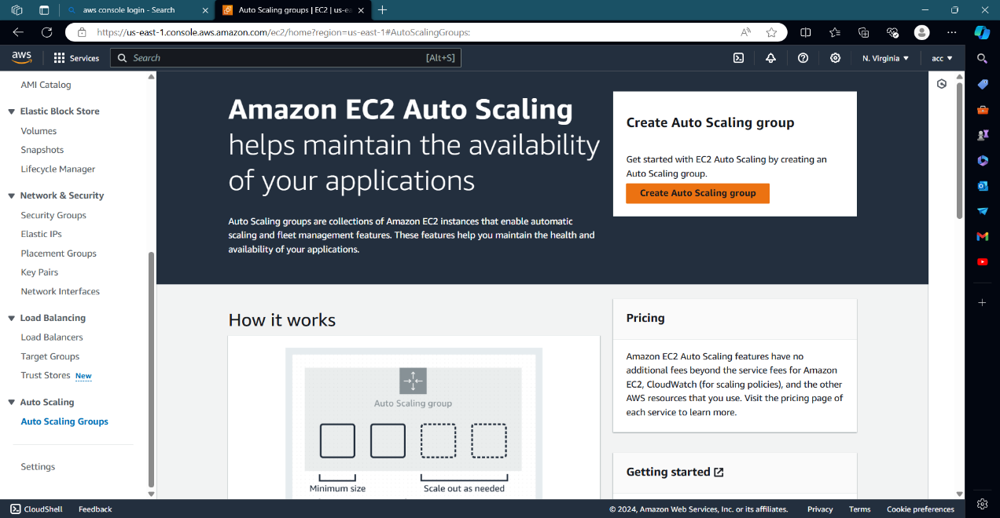 aws console login - Search
Auto Scaling groups | EC2 | us-ea
https://us-east-1.console.aws.amazon.com/ec2/home?region=us-east-1#AutoScalingGroups:
aws
Services
Search
[Alt+S]
N. Virginia
acc
AMI Catalog
Elastic Block Store
Volumes
Snapshots
Lifecycle Manager
Network & Security
Security Groups
Elastic IPs
Placement Groups
Key Pairs
Network Interfaces
Load Balancing
Load Balancers
Target Groups
Trust Stores New
Auto Scaling
Auto Scaling Groups
Settings
Amazon EC2 Auto Scaling
helps maintain the availability
of your applications
Auto Scaling groups are collections of Amazon EC2 instances that enable automatic
scaling and fleet management features. These features help you maintain the health and
availability of your applications.
Create Auto Scaling group
Get started with EC2 Auto Scaling by creating an
Auto Scaling group.
Create Auto Scaling group
How it works
Auto Scaling group
Minimum size
Scale out as needed
Pricing
Amazon EC2 Auto Scaling features have no
additional fees beyond the service fees for Amazon
EC2, CloudWatch (for scaling policies), and the other
AWS resources that you use. Visit the pricing page of
each service to learn more.
Getting started
CloudShell
Feedback
© 2024, Amazon Web Services, Inc. or its affiliates.
Privacy
Terms
Cookie preferences